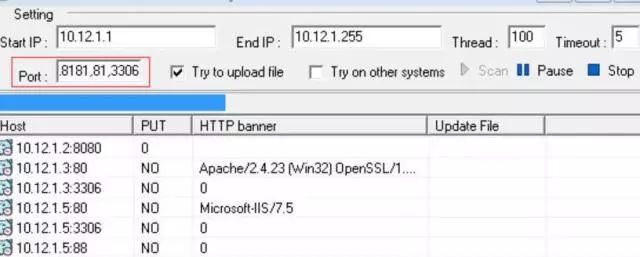 Setting
Start IP : 10.12.1.1 End IP : 10.12.1.255 Thread : 100 Timeout : 5
Port : ,8181,81,3306 Try to upload file Try on other systems Scan Pause Stop
Host PUT HTTP banner Update File
10.12.1.2:8080 0
10.12.1.3:80 NO Apache/2.4.23 (Win32) OpenSSL/1....
10.12.1.3:3306 NO 0
10.12.1.5:80 NO Microsoft-IIS/7.5
10.12.1.5:3306 NO 0
10.12.1.5:88 NO 0